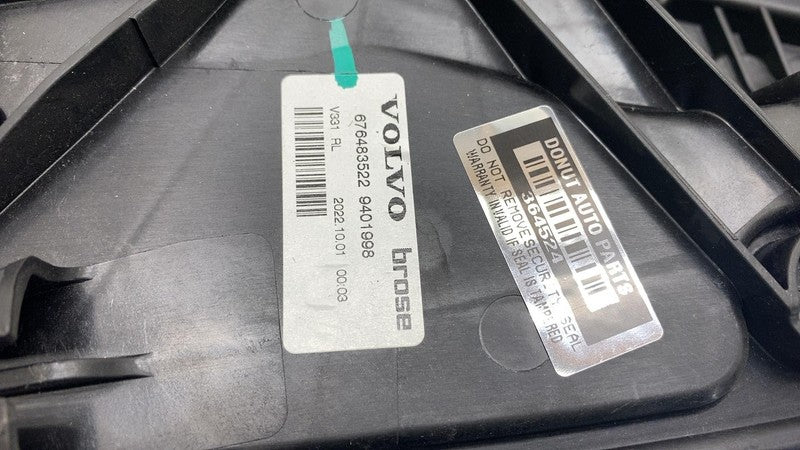 VOLVO brose
676483522 9401998
V331 RL 2022.10.01 00:03
DONUT AUTO PARTS
364524
DO NOT REMOVE SECURITY SEAL
WARRANTY INVALID IF SEAL IS TAMPERED